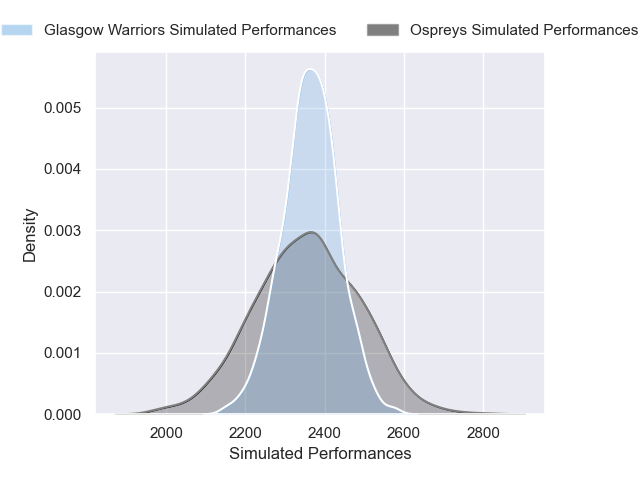 Glasgow Warriors Simulated Performances
Ospreys Simulated Performances
0.005
0.004
0.003
0.002
0.001
0.000
Density
2000 2200 2400 2600 2800
Simulated Performances